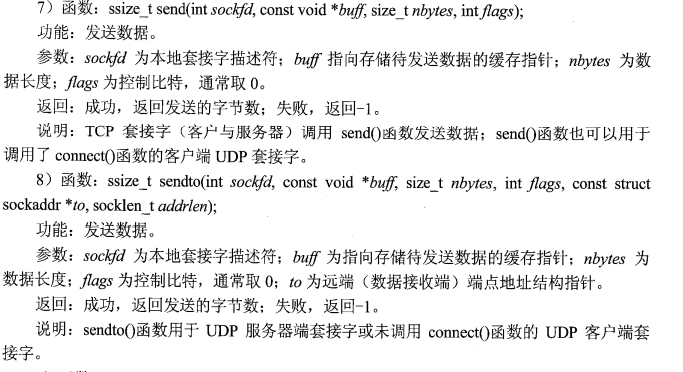 7）函数：ssize_t send(int sockfd, const void *buff, size_t nbytes, int flags);
功能：发送数据。
参数：sockfd 为本地套接字描述符；buff 指向存储待发送数据的缓存指针；nbytes 为数
据长度；flags 为控制比特，通常取 0。
返回：成功，返回发送的字节数；失败，返回-1。
说明：TCP 套接字（客户与服务器）调用 send()函数发送数据；send()函数也可以用于
调用了 connect()函数的客户端 UDP 套接字。
8）函数：ssize_t sendto(int sockfd, const void *buff, size_t nbytes, int flags, const struct
sockaddr *to, socklen_t addrlen);
功能：发送数据。
参数：sockfd 为本地套接字描述符；buff 为指向存储待发送数据的缓存指针；nbytes 为
数据长度；flags 为控制比特，通常取 0；to 为远端（数据接收端）端点地址结构指针。
返回：成功，返回发送的字节数；失败，返回-1。
说明：sendto()函数用于 UDP 服务器端套接字或未调用 connect()函数的 UDP 客户端套
接字。